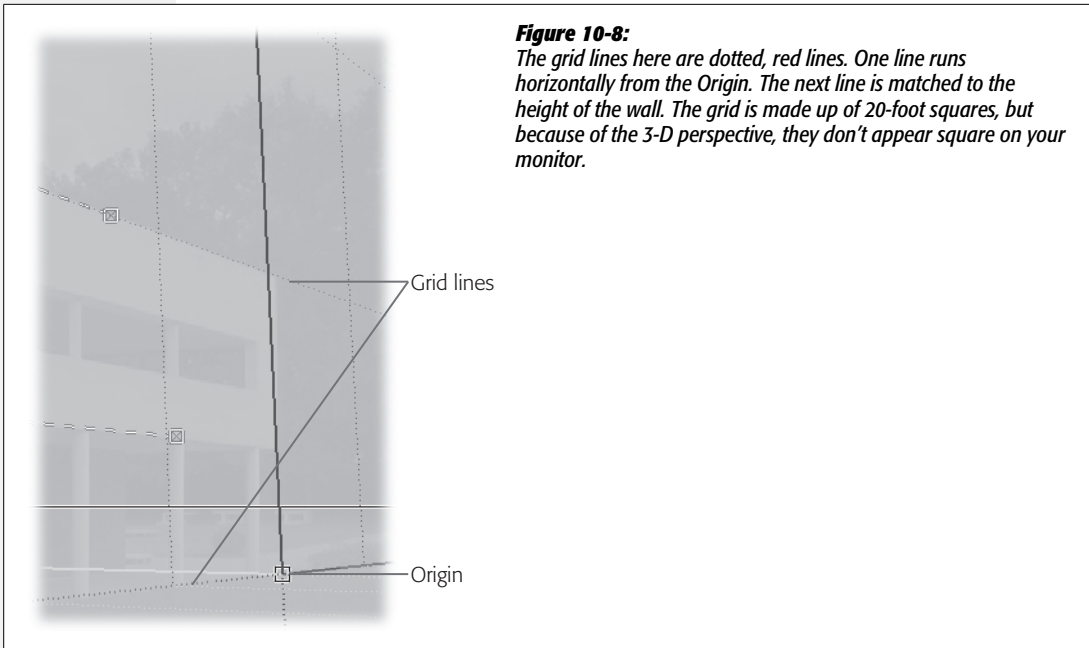 Figure 10-8:
The grid lines here are dotted, red lines. One line runs
horizontally from the Origin. The next line is matched to the
height of the wall. The grid is made up of 20-foot squares, but
because of the 3-D perspective, they don’t appear square on your
monitor.
Grid lines
Origin